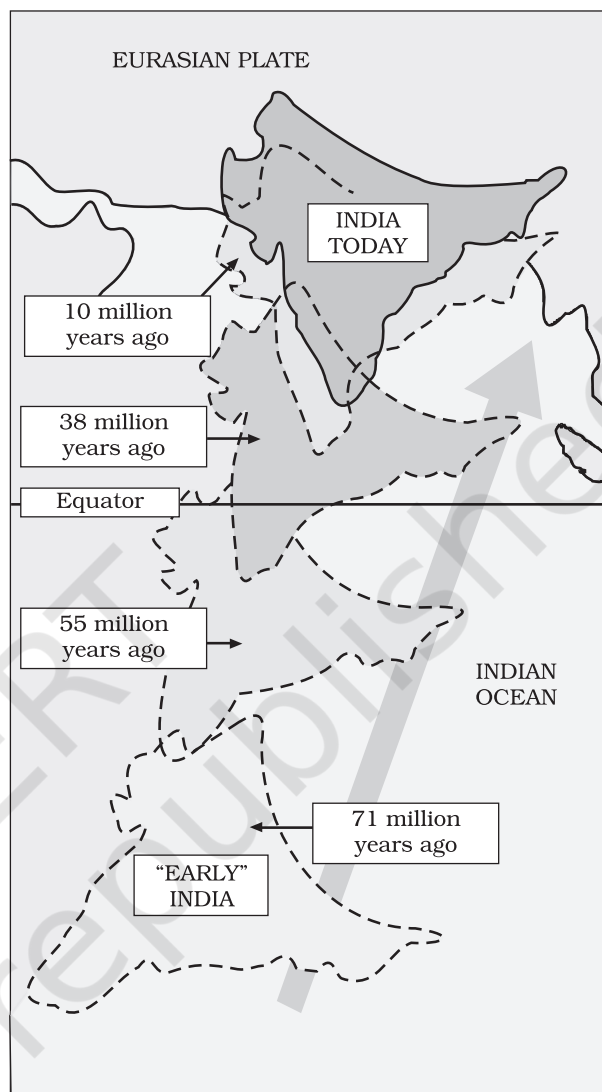 EURASIAN PLATE
INDIA
TODAY
10 million
years ago
38 million
years ago
Equator
55 million
years ago
INDIAN
OCEAN
71 million
years ago
“EARLY”
INDIA
republished